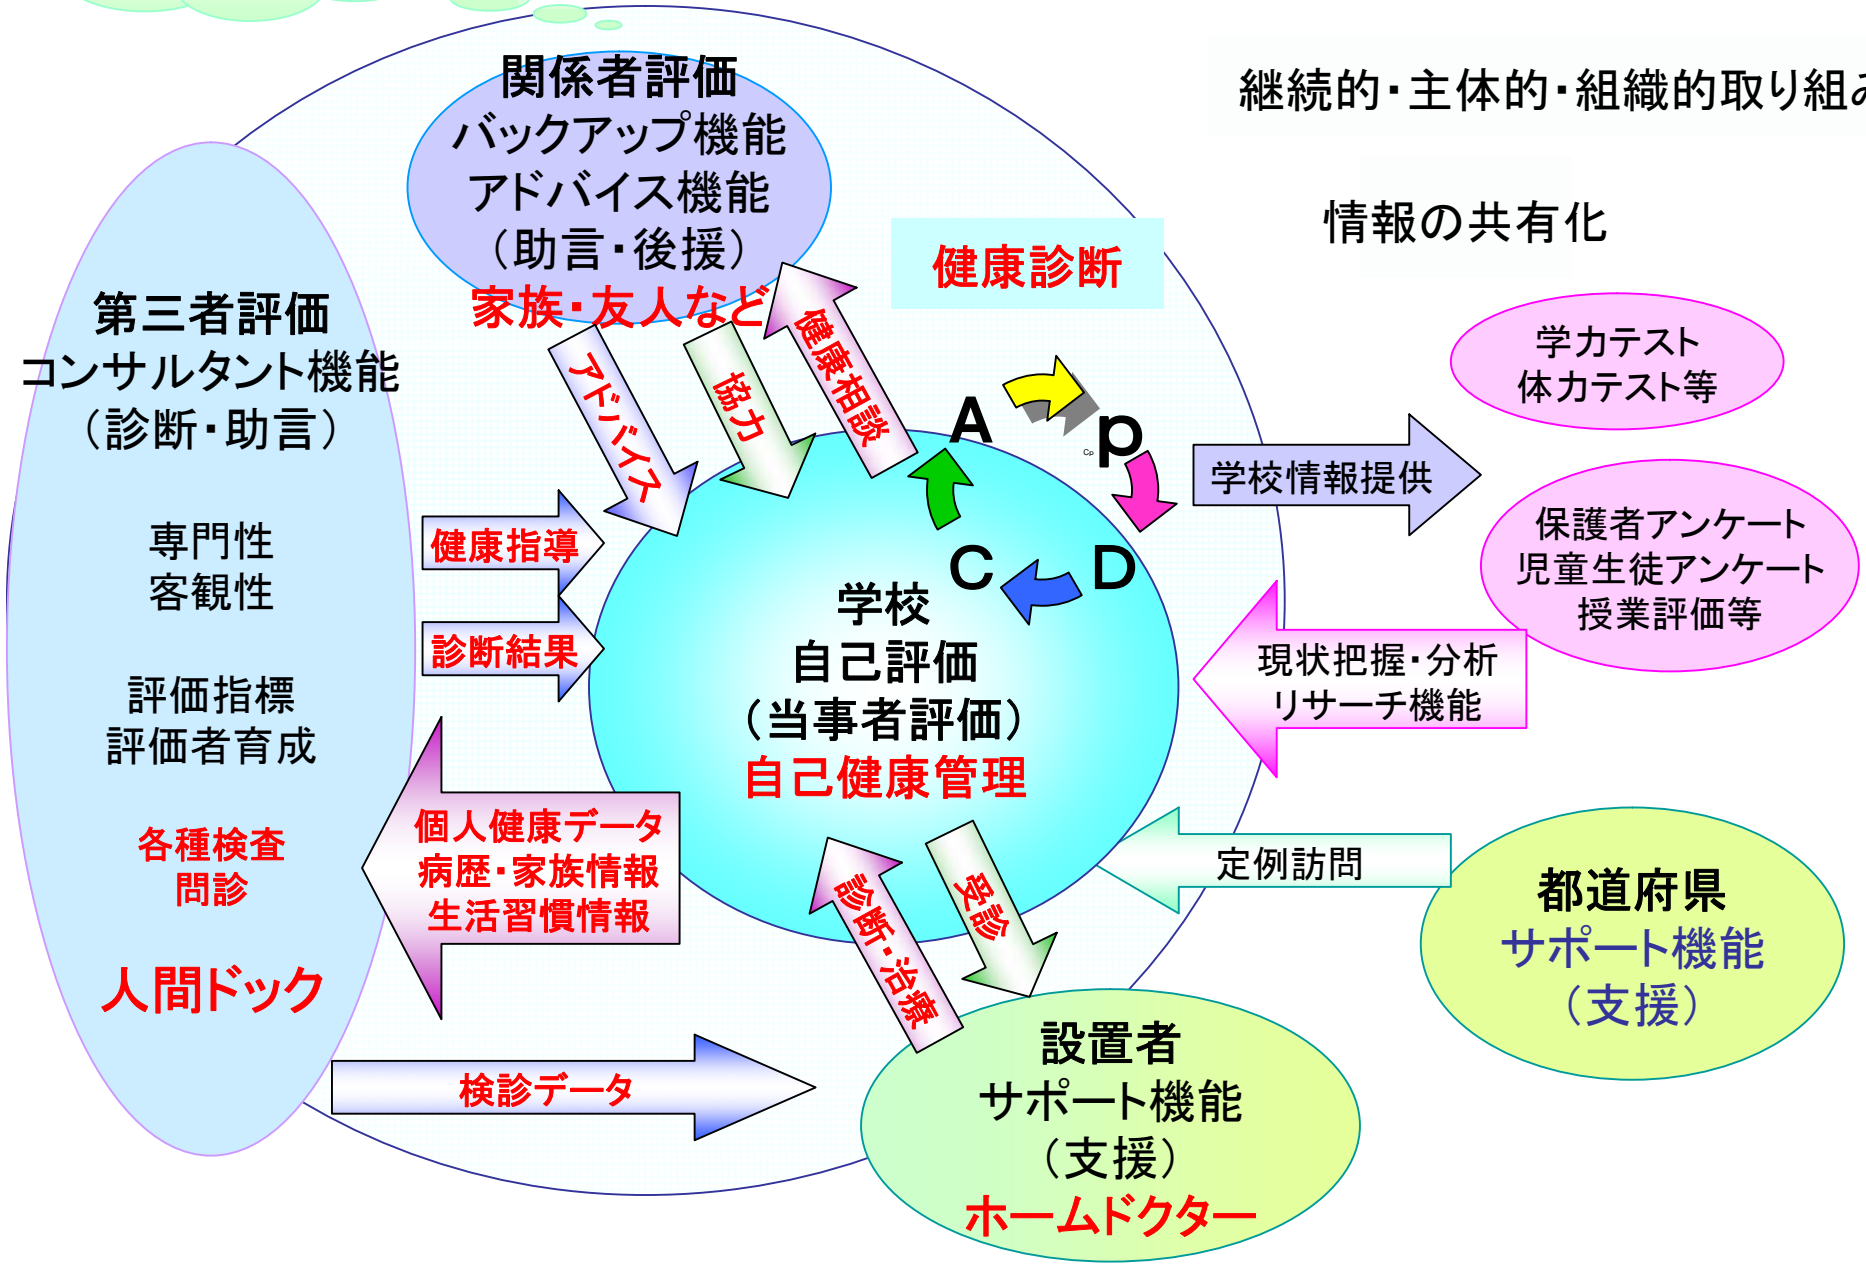 関係者評価
バックアップ機能
アドバイス機能
（助言・後援）
家族・友人など
継続的・主体的・組織的取り組み
情報の共有化
健康診断
第三者評価
コンサルタント機能
（診断・助言）
専門性
客観性
評価指標
評価者育成
各種検査
問診
人間ドック
アドバイス
協力
健康相談
A
p
Cp
D
C
学力テスト
体力テスト等
学校情報提供
保護者アンケート
児童生徒アンケート
授業評価等
健康指導
診断結果
学校
自己評価
（当事者評価）
自己健康管理
現状把握・分析
リサーチ機能
個人健康データ
病歴・家族情報
生活習慣情報
定例訪問
都道府県
サポート機能
（支援）
診断・治療
受診
検診データ
設置者
サポート機能
（支援）
ホームドクター